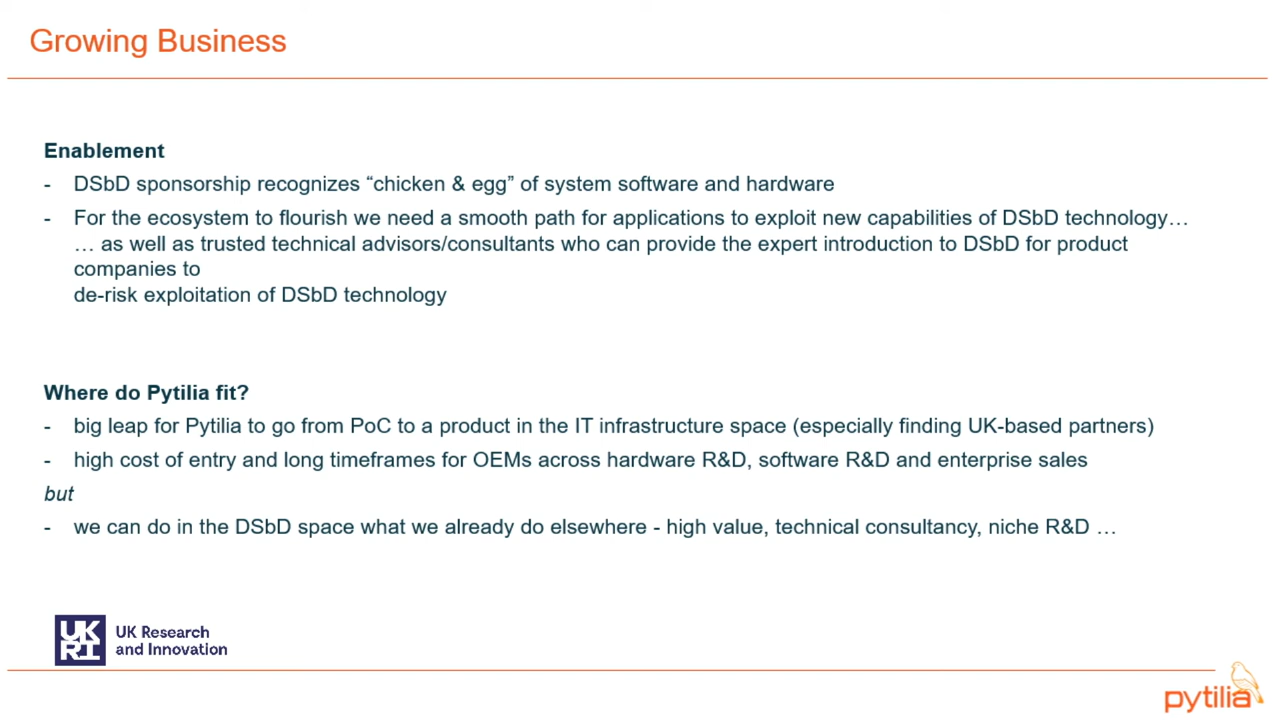 Growing Business
Enablement
- DSbD sponsorship recognizes “chicken & egg” of system software and hardware
- For the ecosystem to flourish we need a smooth path for applications to exploit new capabilities of DSbD technology…
… as well as trusted technical advisors/consultants who can provide the expert introduction to DSbD for product
companies to
de-risk exploitation of DSbD technology
Where do Pytilia fit?
- big leap for Pytilia to go from PoC to a product in the IT infrastructure space (especially finding UK-based partners)
- high cost of entry and long timeframes for OEMs across hardware R&D, software R&D and enterprise sales
but
- we can do in the DSbD space what we already do elsewhere - high value, technical consultancy, niche R&D …
UK
RI
UK Research
and Innovation
pytilia